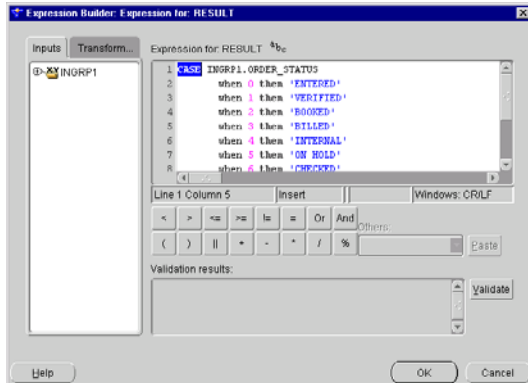 Expression Builder: Expression for: RESULT
Inputs
Transform...
INGRP1
Expression for: RESULT abc
1 CASE INGRP1.ORDER_STATUS
2 when 0 then 'ENTERED'
3 when 1 then 'VERIFIED'
4 when 2 then 'BOOKED'
5 when 3 then 'BILLED'
6 when 4 then 'INTERNAL'
7 when 5 then 'ON HOLD'
8 when 6 then 'CHECKED'
Line 1 Column 5
Insert
Windows: CR/LF
< > <= >= != = Or And
Others:
( ) || + - * / %
Paste
Validation results:
Validate
Help
OK
Cancel